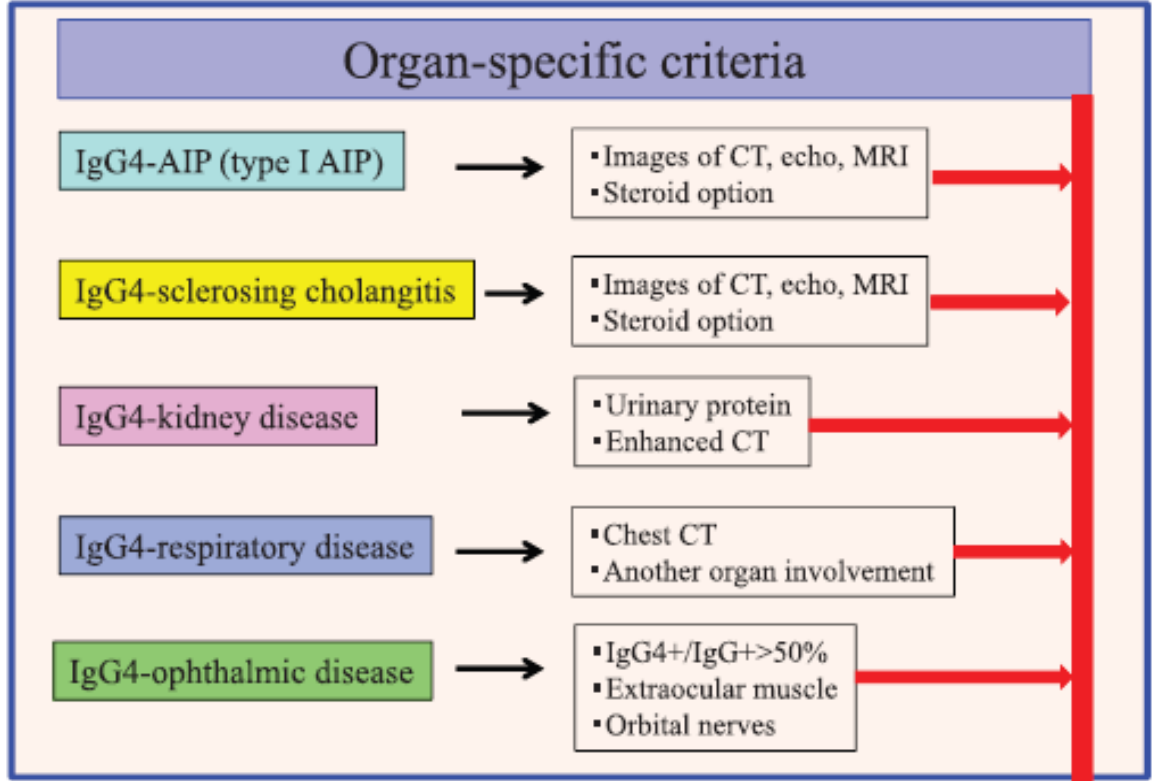 Organ-specific criteria
IgG4-AIP (type I AIP)
▪Images of CT, echo, MRI
▪Steroid option
IgG4-sclerosing cholangitis
▪Images of CT, echo, MRI
▪Steroid option
IgG4-kidney disease
▪Urinary protein
▪Enhanced CT
IgG4-respiratory disease
▪Chest CT
▪Another organ involvement
IgG4-ophthalmic disease
▪IgG4+/IgG+>50%
▪Extraocular muscle
▪Orbital nerves